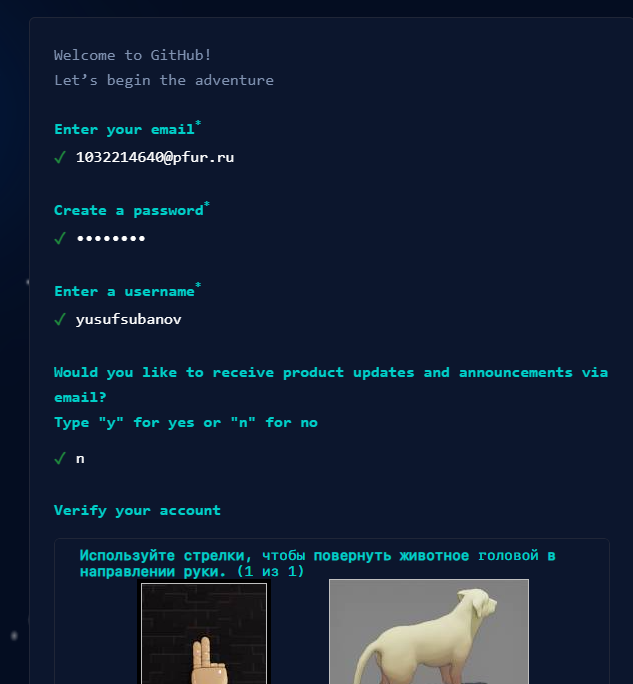 Welcome to GitHub!
Let’s begin the adventure
Enter your email*
✓ 1032214640@pfur.ru
Create a password*
✓ ••••••••
Enter a username*
✓ yusufsubanov
Would you like to receive product updates and announcements via
email?
Type "y" for yes or "n" for no
✓ n
Verify your account
Используйте стрелки, чтобы повернуть животное головой в
направлении руки. (1 из 1)